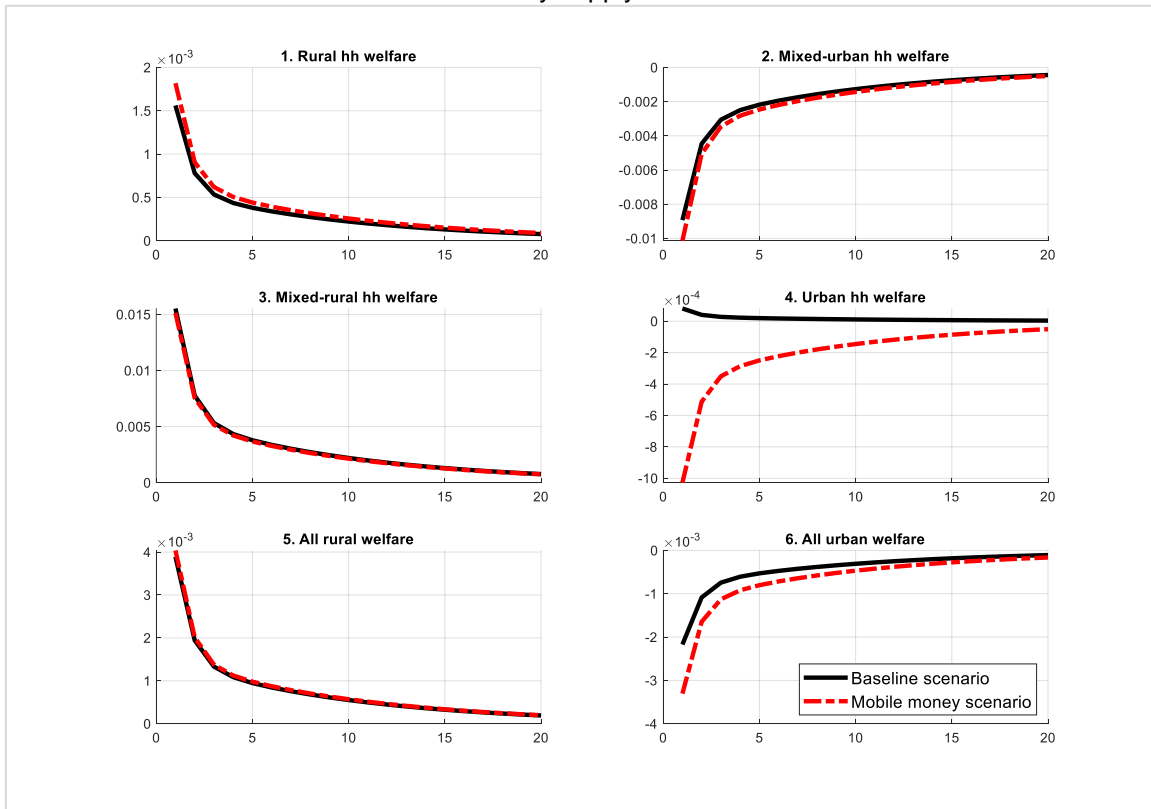 1. Rural hh welfare
×10-3
2
1.5
1
0.5
0
0 5 10 15 20
2. Mixed-urban hh welfare
0
-0.002
-0.004
-0.006
-0.008
-0.01
0 5 10 15 20
3. Mixed-rural hh welfare
0.015
0.01
0.005
0
0 5 10 15 20
4. Urban hh welfare
×10-4
0
-2
-4
-6
-8
-10
0 5 10 15 20
5. All rural welfare
×10-3
4
3
2
1
0
0 5 10 15 20
6. All urban welfare
×10-3
0
-1
-2
-3
-4
0 5 10 15 20
Baseline scenario
Mobile money scenario